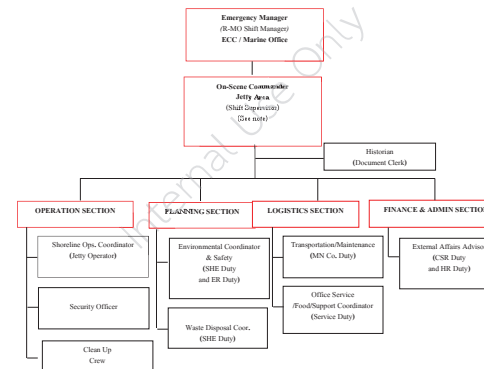 Emergency Manager
(R-MO Shift Manager)
ECC / Marine Office
On-Scene Commander
Jetty Area
(Shift Supervisor)
(See note)
Historian
(Document Clerk)
OPERATION SECTION
PLANNING SECTION
LOGISTICS SECTION
FINANCE & ADMIN SECTION
Shoreline Ops. Coordinator
(Jetty Operator)
Environmental Coordinator
& Safety
(SHE Duty
and ER Duty)
Transportation/Maintenance
(MN Co. Duty)
External Affairs Advisor
(CSR Duty
and HR Duty)
Security Officer
Waste Disposal Coor.
(SHE Duty)
Office Service
/Food/Support Coordinator
(Service Duty)
Clean Up
Crew
Internal Use Only